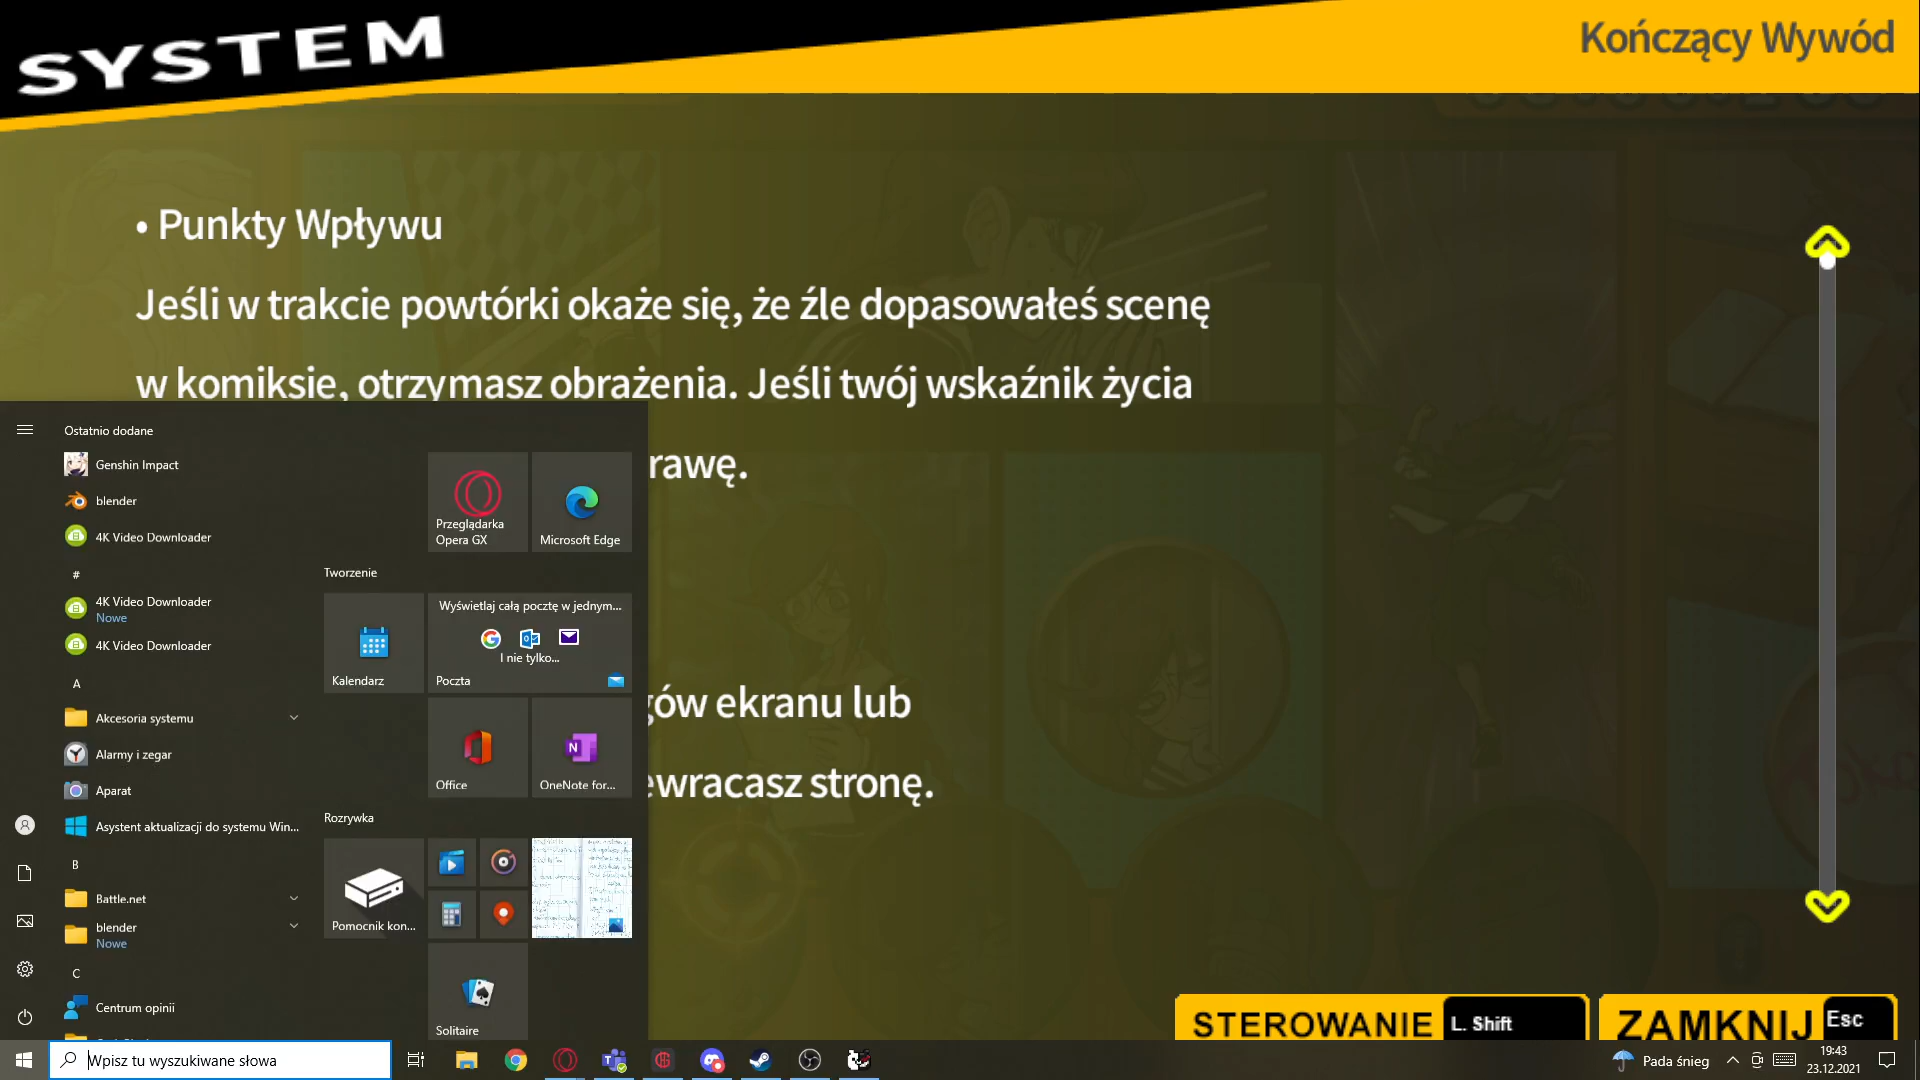 SYSTEM
Kończący Wywód
• Punkty Wpływu
Jeśli w trakcie powtórki okaże się, że źle dopasowałeś scenę
w komiksie, otrzymasz obrażenia. Jeśli twój wskaźnik życia
rawę.
gów ekranu lub
ewracasz stronę.
Ostatnio dodane
Genshin Impact
blender
4K Video Downloader
#
4K Video Downloader
Nowe
4K Video Downloader
A
Akcesoria systemu
Alarmy i zegar
Aparat
Asystent aktualizacji do systemu Win...
B
Battle.net
blender
Nowe
C
Centrum opinii
Przeglądarka
Opera GX
Microsoft Edge
Tworzenie
Kalendarz
Wyświetlaj całą pocztę w jednym...
I nie tylko...
Poczta
Office
OneNote for...
Rozrywka
Pomocnik kon...
Solitaire
STEROWANIE L. Shift
ZAMKNIJ Esc
Wpisz tu wyszukiwane słowa
Pada śnieg
19:43
23.12.2021